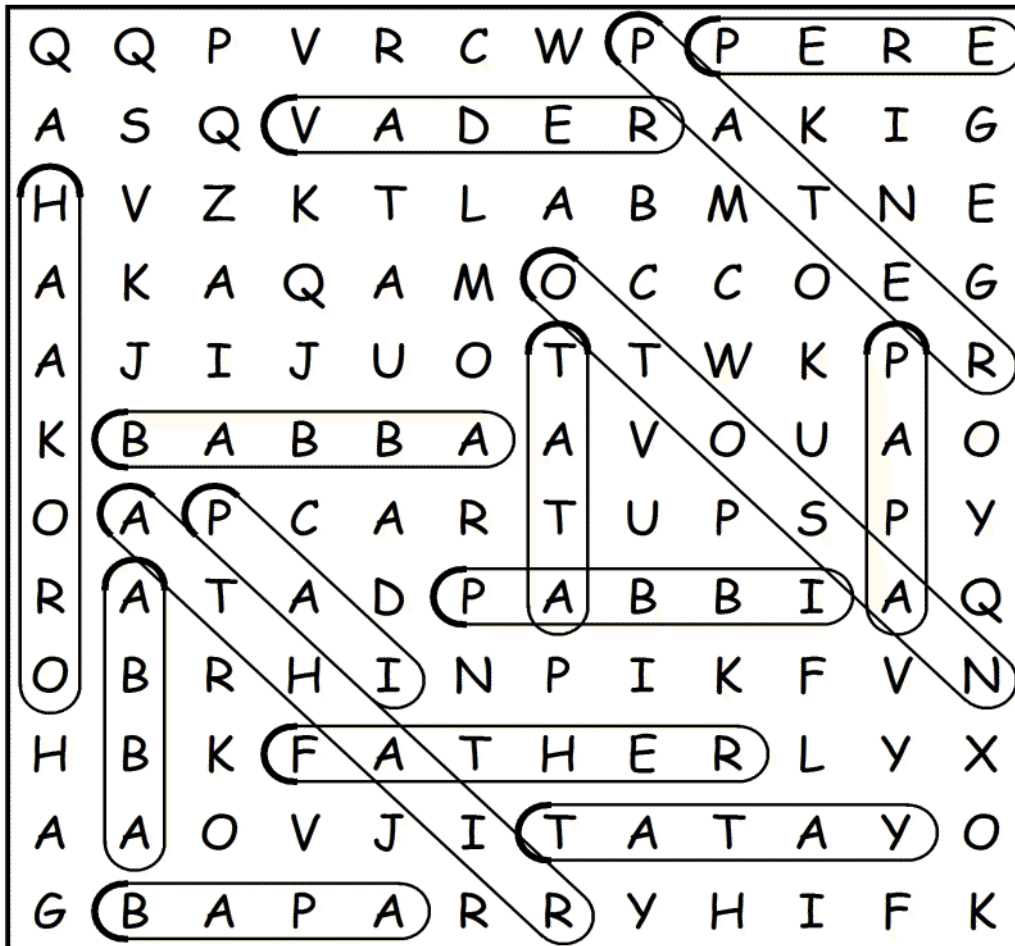 Q Q P V R C W P P E R E
A S Q V A D E R A K I G
H V Z K T L A B M T N E
A K A Q A M O C C O E G
A J I J U O T T W K P R
K B A B B A A V O U A O
O A P C A R T U P S P Y
R A T A D P A B B I A Q
O B R H I N P I K F V N
H B K F A T H E R L Y X
A A O V J I T A T A Y O
G B A P A R R Y H I F K